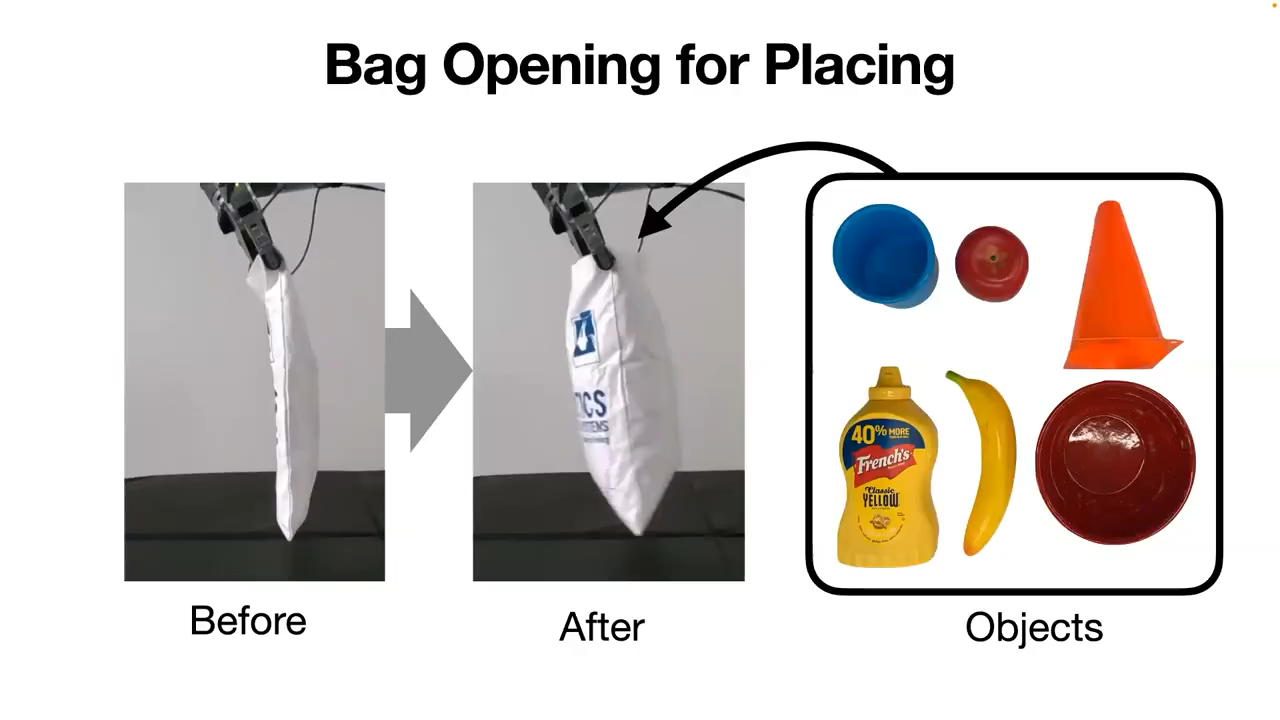 Bag Opening for Placing
40% MORE
French's
Classic
YELLOW
Before
After
Objects